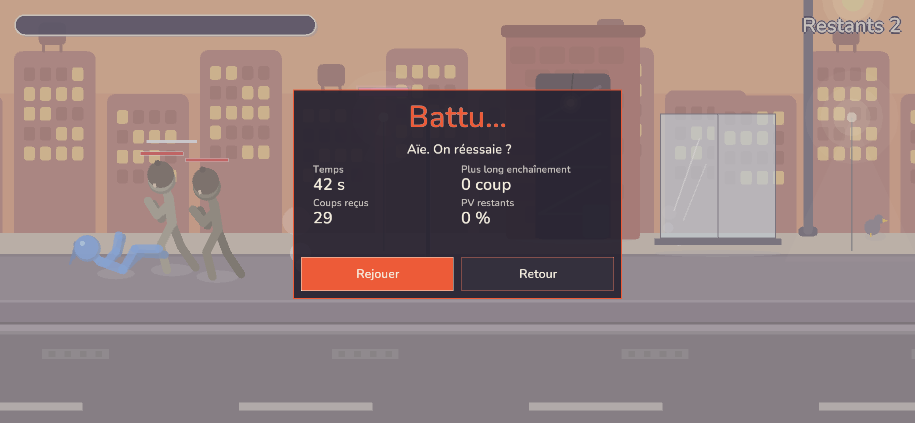 Restants 2
Battu...
Aïe. On réessaie ?
Temps
Plus long enchaînement
42 s
0 coup
Coups reçus
PV restants
29
0 %
Rejouer
Retour